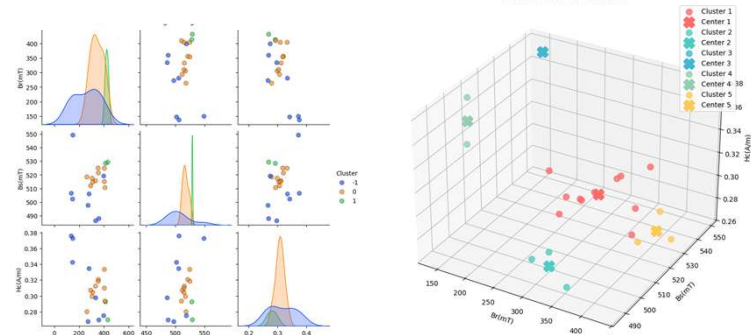 Br(mT)
400
350
300
250
200
150
Bs(mT)
550
540
530
520
510
500
490
Hc(A/m)
0.38
0.36
0.34
0.32
0.30
0.28
0 200 400 600
450 500 550
0.2 0.3 0.4
Cluster
-1
0
1
Cluster 1
Center 1
Cluster 2
Center 2
Cluster 3
Center 3
Cluster 4
Center 4
Cluster 5
Center 5
38
0.36
0.34
0.32
0.30
0.28
0.26
Hc(A/m)
550
540
530
520
510
500
490
Bs(mT)
150
200
250
300
350
400
Br(mT)